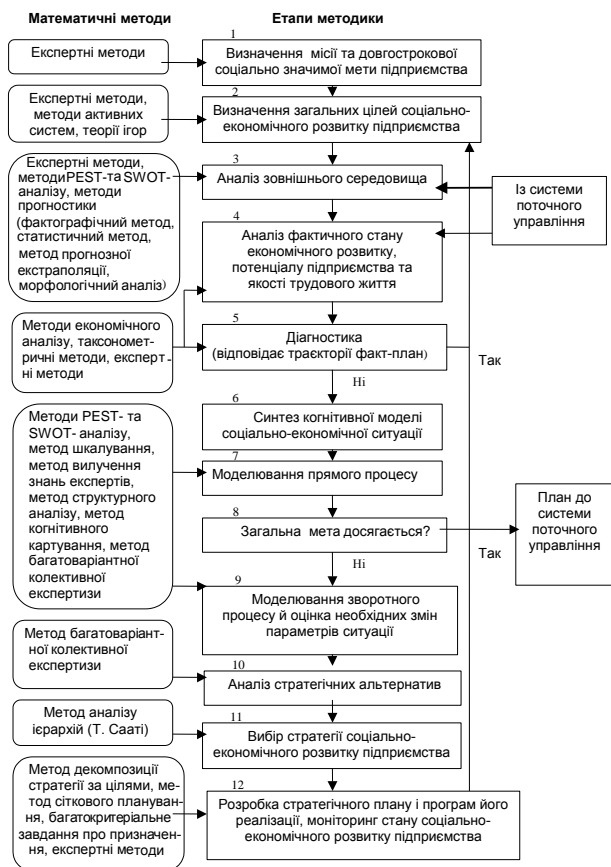 Математичні методи
Етапи методики
Експертні методи
1
Визначення місії та довгострокової
соціально значимої мети підприємства
Експертні методи,
методи активних
систем, теорії ігор
2
Визначення загальних цілей соціально-
економічного розвитку підприємства
Експертні методи,
методиPEST-та SWOT-
аналізу, методи
прогностики
(фактографічний метод,
статистичний метод,
метод прогнозної
екстраполяції,
морфологічний аналіз)
3
Аналіз зовнішнього середовища
Із системи
поточного
управління
4
Аналіз фактичного стану
економічного розвитку,
потенціалу підприємства та
якості трудового життя
Методи економічного
аналізу, таксономет-
ричні методи, експерт-
ні методи
5
Діагностика
(відповідає траєкторії факт-план)
Так
Ні
Методи PEST- та
SWOT- аналізу,
метод шкалування,
метод вилучення
знань експертів,
метод структурного
аналізу, метод
когнітивного
картування, метод
багатоваріантної
колективної
експертизи
6
Синтез когнітивної моделі
соціально-економічної ситуації
7
Моделювання прямого процесу
8
Загальна мета досягається?
Так
План до
системи
поточного
управління
Ні
9
Моделювання зворотного
процесу й оцінка необхідних змін
параметрів ситуації
Метод багатоваріант-
ної колективної
експертизи
10
Аналіз стратегічних альтернатив
Метод аналізу
ієрархій (Т. Сааті)
11
Вибір стратегії соціально-
економічного розвитку підприємства
Метод декомпозиції
стратегії за цілями, ме-
тод сіткового плануван-
ня, багатокритеріальне
завдання про призначен-
ня, експертні методи
12
Розробка стратегічного плану і програм його
реалізації, моніторинг стану соціально-
економічного розвитку підприємства